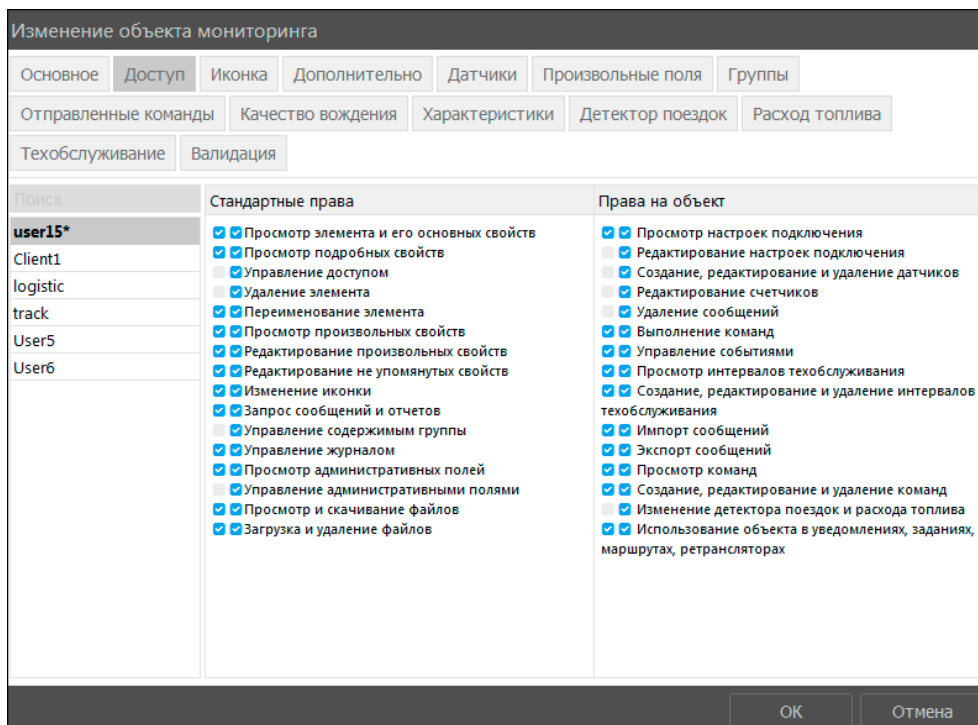 Изменение объекта мониторинга
Основное Доступ Иконка Дополнительно Датчики Произвольные поля Группы
Отправленные команды Качество вождения Характеристики Детектор поездок Расход топлива
Техобслуживание Валидация
Поиск...
user15*
Client1
logistic
track
User5
User6
Стандартные права
Просмотр элемента и его основных свойств
Просмотр подробных свойств
Управление доступом
Удаление элемента
Переименование элемента
Просмотр произвольных свойств
Редактирование произвольных свойств
Редактирование не упомянутых свойств
Изменение иконки
Запрос сообщений и отчетов
Управление содержимым группы
Управление журналом
Просмотр административных полей
Управление административными полями
Просмотр и скачивание файлов
Загрузка и удаление файлов
Права на объект
Просмотр настроек подключения
Редактирование настроек подключения
Создание, редактирование и удаление датчиков
Редактирование счетчиков
Удаление сообщений
Выполнение команд
Управление событиями
Просмотр интервалов техобслуживания
Создание, редактирование и удаление интервалов
техобслуживания
Импорт сообщений
Экспорт сообщений
Просмотр команд
Создание, редактирование и удаление команд
Изменение детектора поездок и расхода топлива
Использование объекта в уведомлениях, заданиях,
маршрутах, ретрансляторах
OK Отмена